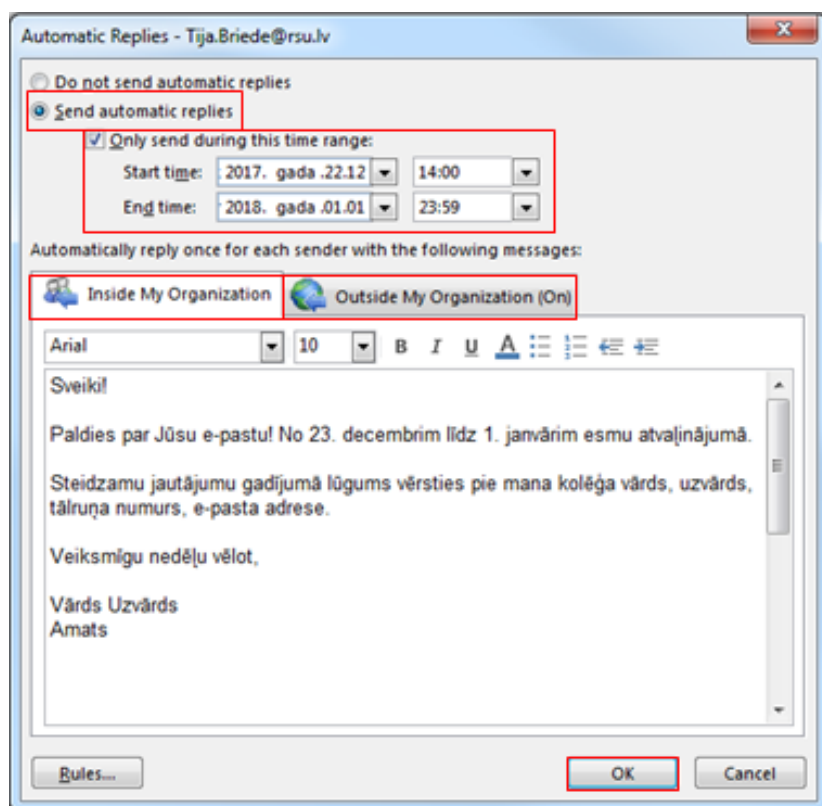 Automatic Replies - Tija.Briede@rsu.lv
Do not send automatic replies
Send automatic replies
Only send during this time range:
Start time: 2017. gada .22.12 14:00
End time: 2018. gada .01.01 23:59
Automatically reply once for each sender with the following messages:
Inside My Organization Outside My Organization (On)
Arial 10 B I U A
Sveiki!
Paldies par Jūsu e-pastu! No 23. decembrim līdz 1. janvārim esmu atvaļinājumā.
Steidzamu jautājumu gadījumā lūgums vērsties pie mana kolēģa vārds, uzvārds,
tālruņa numurs, e-pasta adrese.
Veiksmīgu nedēļu vēlot,
Vārds Uzvārds
Amats
Rules... OK Cancel